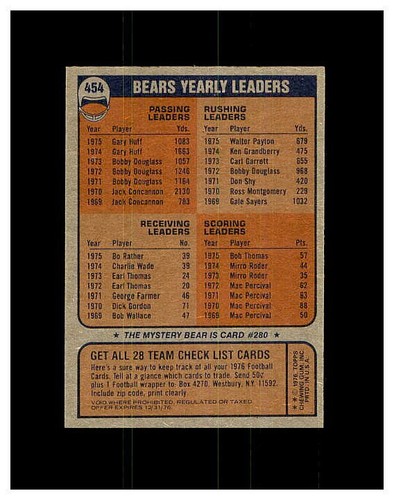 454
BEARS YEARLY LEADERS
PASSING
LEADERS
Year Player Yds.
1975 Gary Huff 1083
1974 Gary Huff 1663
1973 Bobby Douglass 1057
1972 Bobby Douglass 1246
1971 Bobby Douglass 1164
1970 Jack Concannon 2130
1969 Jack Concannon 783
RUSHING
LEADERS
Year Player Yds.
1975 Walter Payton 679
1974 Ken Grandberry 475
1973 Carl Garrett 655
1972 Bobby Douglass 968
1971 Don Shy 420
1970 Ross Montgomery 229
1969 Gale Sayers 1032
RECEIVING
LEADERS
Year Player No.
1975 Bo Rather 39
1974 Charlie Wade 39
1973 Earl Thomas 24
1972 Earl Thomas 20
1971 George Farmer 46
1970 Dick Gordon 71
1969 Bob Wallace 47
SCORING
LEADERS
Year Player Pts.
1975 Bob Thomas 57
1974 Mirro Roder 44
1973 Mirro Roder 35
1972 Mac Percival 62
1971 Mac Percival 63
1970 Mac Percival 88
1969 Mac Percival 50
★ THE MYSTERY BEAR IS CARD #280 ★
GET ALL 28 TEAM CHECK LIST CARDS
Here's a sure way to keep track of all your 1976 Football
Cards. Tell at a glance which cards to trade. Send 50¢
plus 1 Football wrapper to: Box 4270, Westbury, NY, 11592.
Include zip code, print clearly.
VOID WHERE PROHIBITED, REGULATED OR TAXED
OFFER EXPIRES 12/31/76
★★ © 1976 TOPPS
CHEWING GUM, INC.
PRTD. IN U.S.A.